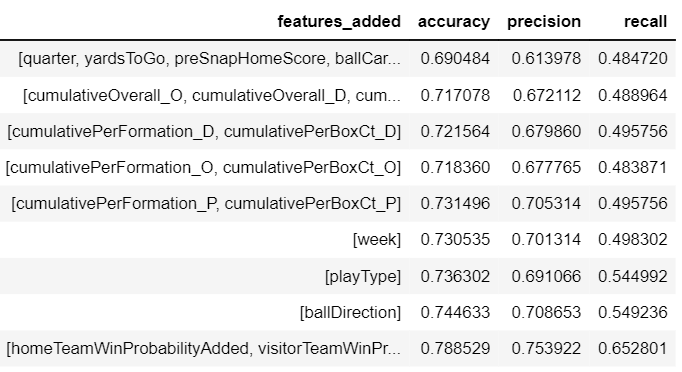 features_added accuracy precision recall
[quarter, yardsToGo, preSnapHomeScore, ballCar... 0.690484 0.613978 0.484720
[cumulativeOverall_O, cumulativeOverall_D, cum... 0.717078 0.672112 0.488964
[cumulativePerFormation_D, cumulativePerBoxCt_D] 0.721564 0.679860 0.495756
[cumulativePerFormation_O, cumulativePerBoxCt_O] 0.718360 0.677765 0.483871
[cumulativePerFormation_P, cumulativePerBoxCt_P] 0.731496 0.705314 0.495756
[week] 0.730535 0.701314 0.498302
[playType] 0.736302 0.691066 0.544992
[ballDirection] 0.744633 0.708653 0.549236
[homeTeamWinProbabilityAdded, visitorTeamWinPr... 0.788529 0.753922 0.652801